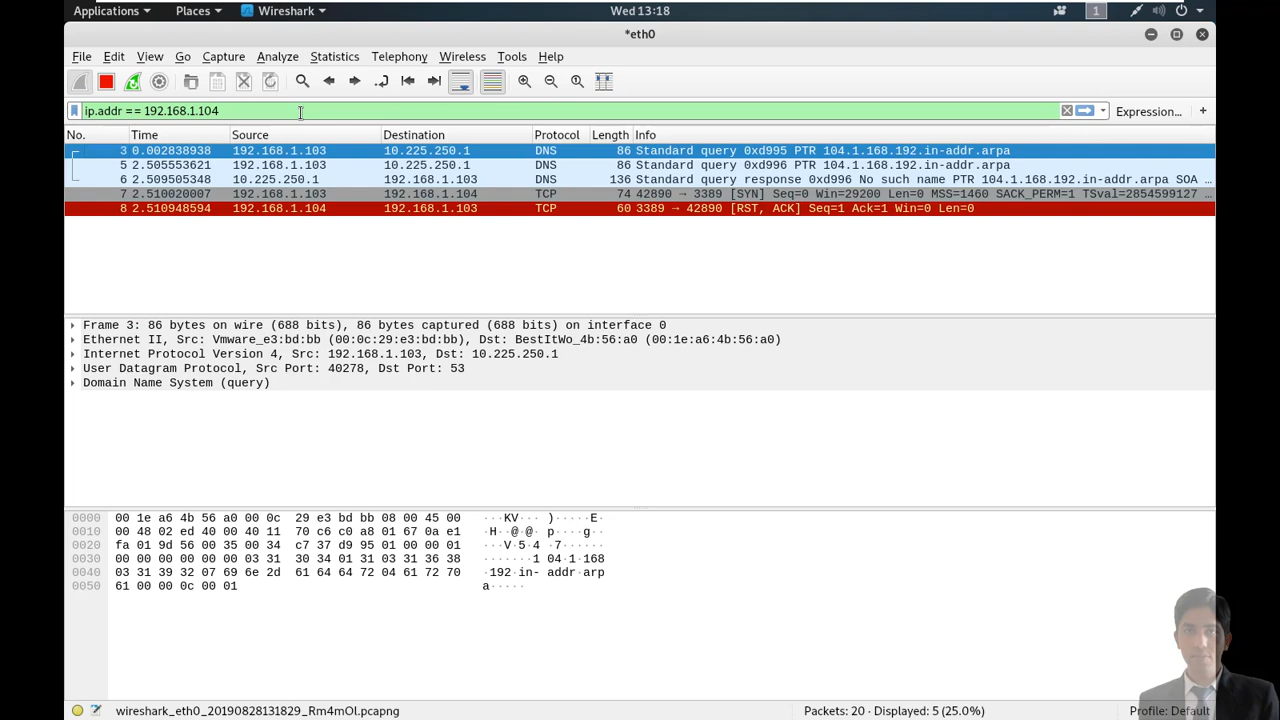 Applications Places Wireshark Wed 13:18 1
*eth0
File Edit View Go Capture Analyze Statistics Telephony Wireless Tools Help
ip.addr == 192.168.1.104 Expression… +
No. Time Source Destination Protocol Length Info
3 0.002838938 192.168.1.103 10.225.250.1 DNS 86 Standard query 0xd995 PTR 104.1.168.192.in-addr.arpa
5 2.505553621 192.168.1.103 10.225.250.1 DNS 86 Standard query 0xd996 PTR 104.1.168.192.in-addr.arpa
6 2.509505348 10.225.250.1 192.168.1.103 DNS 136 Standard query response 0xd996 No such name PTR 104.1.168.192.in-addr.arpa SOA …
7 2.510020007 192.168.1.103 192.168.1.104 TCP 74 42890 → 3389 [SYN] Seq=0 Win=29200 Len=0 MSS=1460 SACK_PERM=1 TSval=2854599127 …
8 2.510948594 192.168.1.104 192.168.1.103 TCP 60 3389 → 42890 [RST, ACK] Seq=1 Ack=1 Win=0 Len=0
Frame 3: 86 bytes on wire (688 bits), 86 bytes captured (688 bits) on interface 0
Ethernet II, Src: Vmware_e3:bd:bb (00:0c:29:e3:bd:bb), Dst: BestItWo_4b:56:a0 (00:1e:a6:4b:56:a0)
Internet Protocol Version 4, Src: 192.168.1.103, Dst: 10.225.250.1
User Datagram Protocol, Src Port: 40278, Dst Port: 53
Domain Name System (query)
0000 00 1e a6 4b 56 a0 00 0c 29 e3 bd bb 08 00 45 00 ···KV··· )·····E·
0010 00 48 02 ed 40 00 40 11 70 c6 c0 a8 01 67 0a e1 ·H··@·@· p····g··
0020 fa 01 9d 56 00 35 00 34 c7 37 d9 95 01 00 00 01 ···V·5·4 ·7······
0030 00 00 00 00 00 00 03 31 30 34 01 31 03 31 36 38 ·······1 04·1·168
0040 03 31 39 32 07 69 6e 2d 61 64 64 72 04 61 72 70 ·192·in- addr·arp
0050 61 00 00 0c 00 01 a·····
wireshark_eth0_20190828131829_Rm4mOl.pcapng Packets: 20 · Displayed: 5 (25.0%) Profile: Default